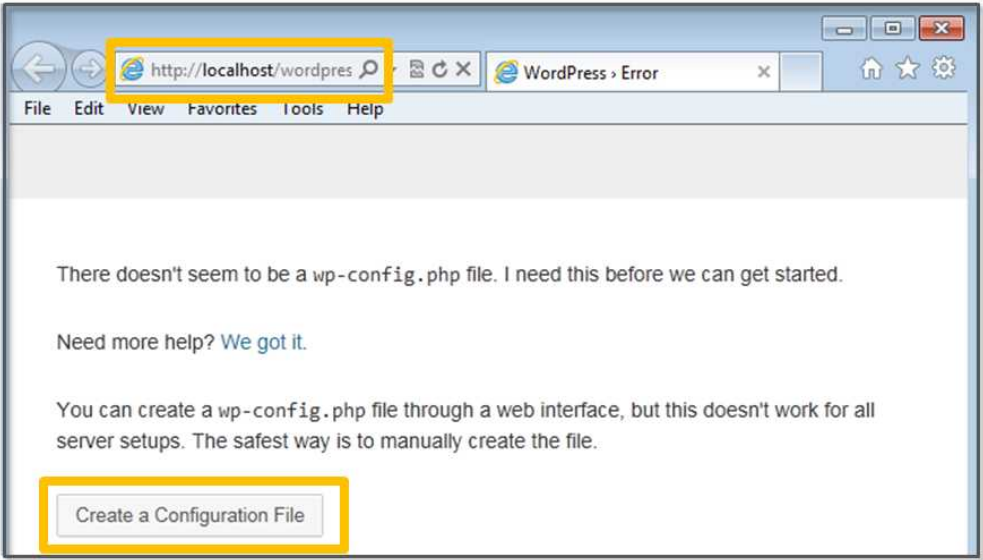 http://localhost/wordpres
WordPress › Error
File Edit View Favorites Tools Help
There doesn't seem to be a wp-config.php file. I need this before we can get started.
Need more help? We got it.
You can create a wp-config.php file through a web interface, but this doesn't work for all
server setups. The safest way is to manually create the file.
Create a Configuration File